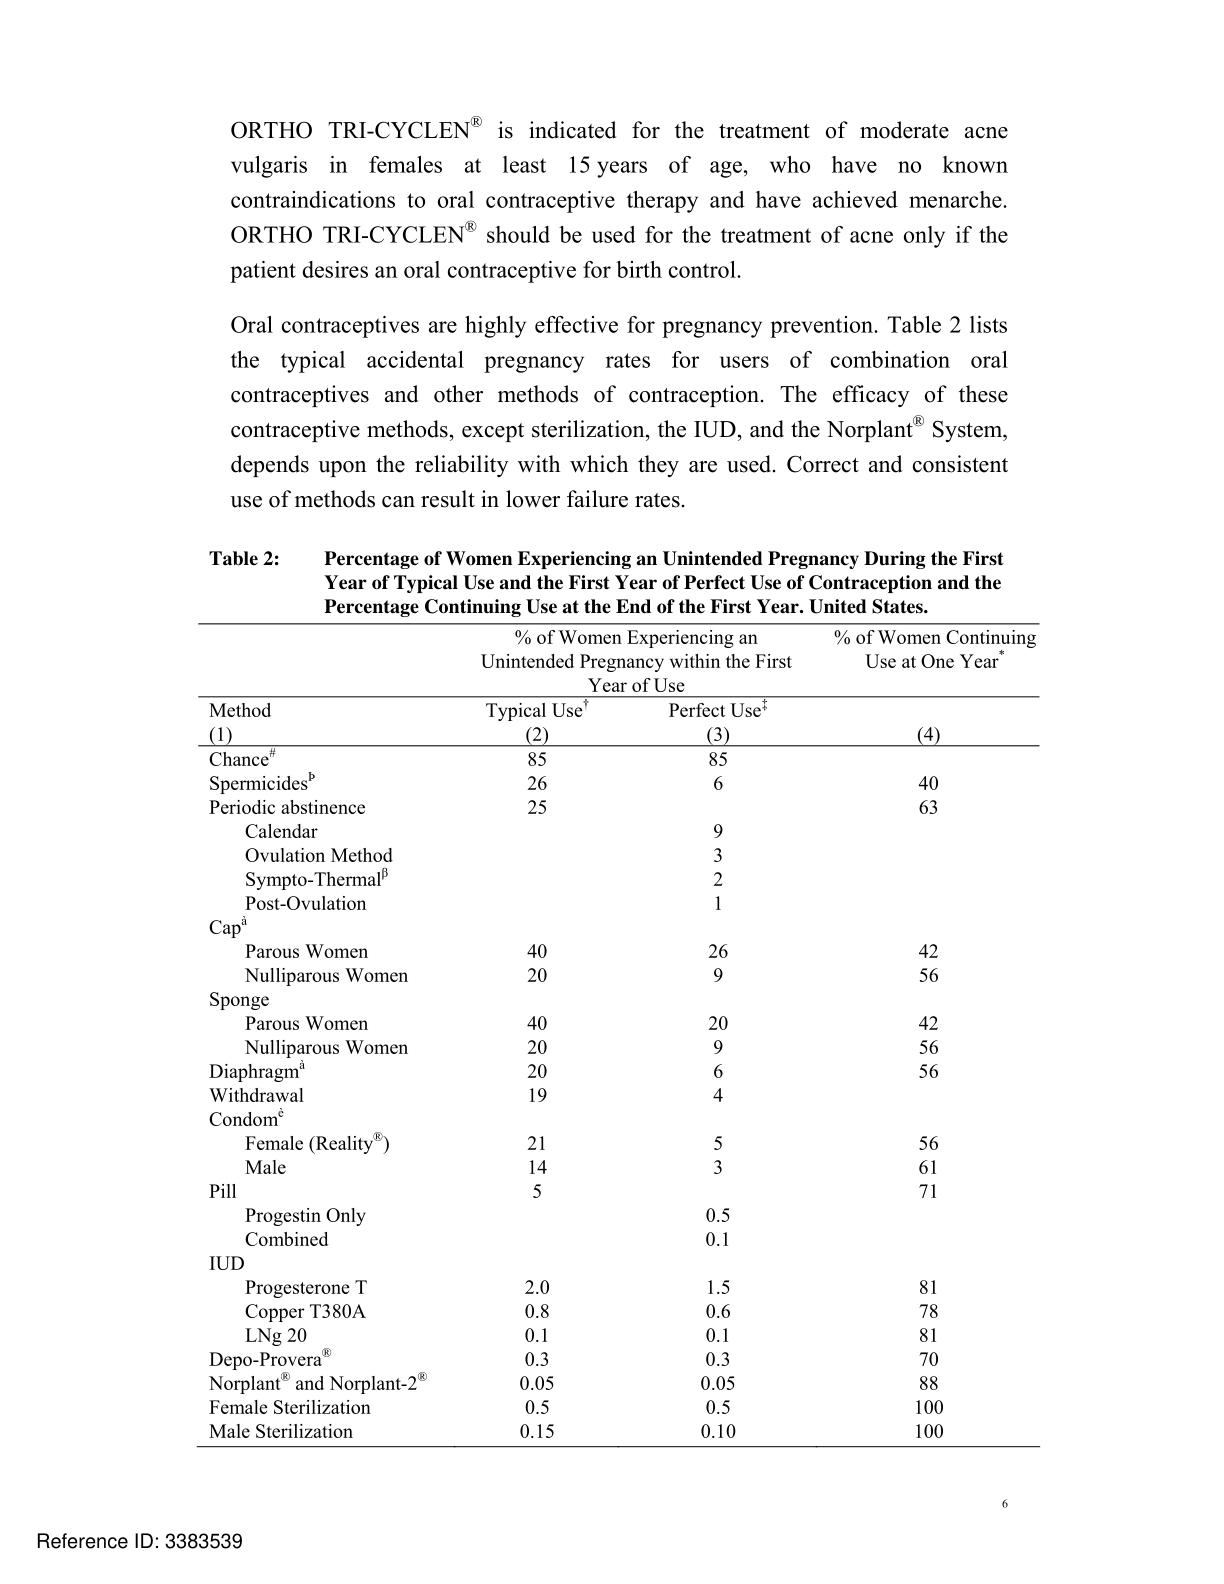 ORTHO TRI-CYCLEN® is indicated for the treatment of moderate acne
vulgaris in females at least 15 years of age, who have no known
contraindications to oral contraceptive therapy and have achieved menarche.
ORTHO TRI-CYCLEN® should be used for the treatment of acne only if the
patient desires an oral contraceptive for birth control.
Oral contraceptives are highly effective for pregnancy prevention. Table 2 lists
the typical accidental pregnancy rates for users of combination oral
contraceptives and other methods of contraception. The efficacy of these
contraceptive methods, except sterilization, the IUD, and the Norplant® System,
depends upon the reliability with which they are used. Correct and consistent
use of methods can result in lower failure rates.
Table 2: Percentage of Women Experiencing an Unintended Pregnancy During the First
Year of Typical Use and the First Year of Perfect Use of Contraception and the
Percentage Continuing Use at the End of the First Year. United States.
% of Women Experiencing an % of Women Continuing
Unintended Pregnancy within the First Use at One Year*
Year of Use
Method Typical Use† Perfect Use‡
(1) (2) (3) (4)
Chance# 85 85
SpermicidesÞ 26 6 40
Periodic abstinence 25 63
Calendar 9
Ovulation Method 3
Sympto-Thermalβ 2
Post-Ovulation 1
Capà
Parous Women 40 26 42
Nulliparous Women 20 9 56
Sponge
Parous Women 40 20 42
Nulliparous Women 20 9 56
Diaphragmà 20 6 56
Withdrawal 19 4
Condomè
Female (Reality®) 21 5 56
Male 14 3 61
Pill 5 71
Progestin Only 0.5
Combined 0.1
IUD
Progesterone T 2.0 1.5 81
Copper T380A 0.8 0.6 78
LNg 20 0.1 0.1 81
Depo-Provera® 0.3 0.3 70
Norplant® and Norplant-2® 0.05 0.05 88
Female Sterilization 0.5 0.5 100
Male Sterilization 0.15 0.10 100
6
Reference ID: 3383539